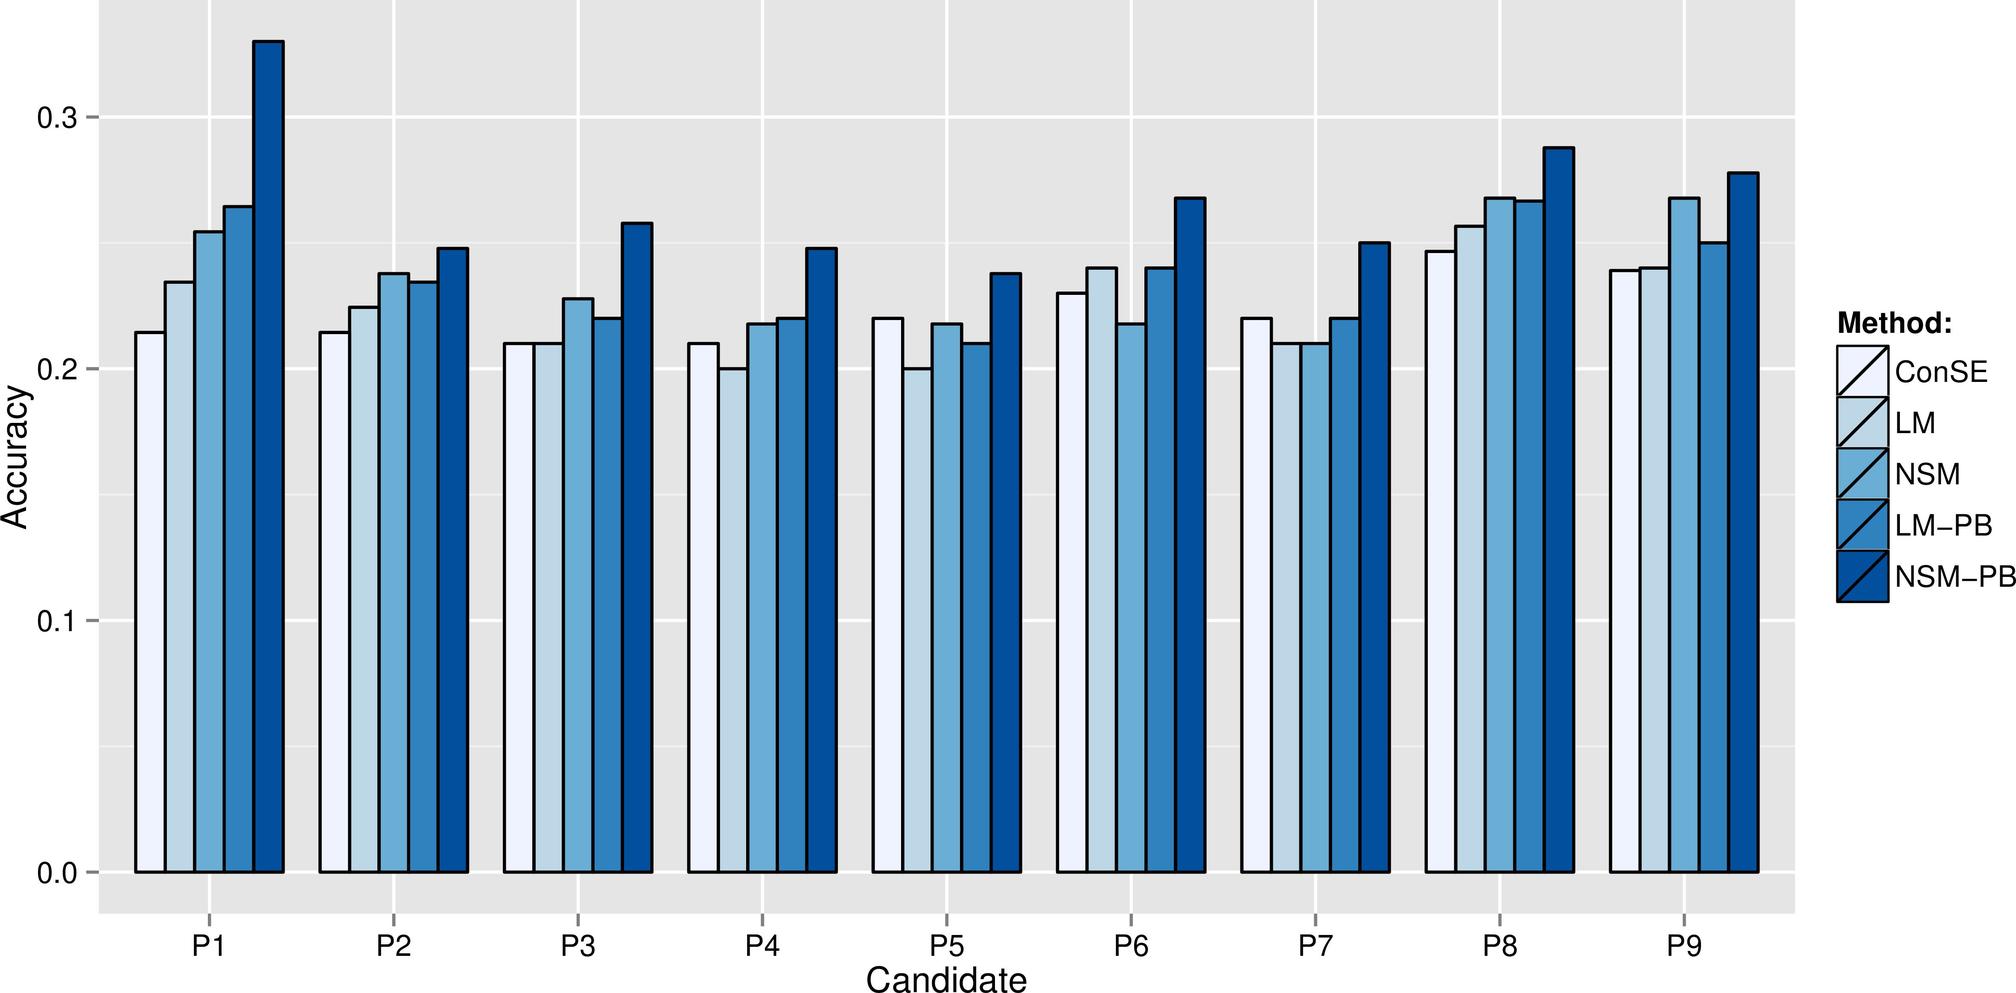 0.3
0.2
0.1
0.0
Accuracy
P1 P2 P3 P4 P5 P6 P7 P8 P9
Candidate
Method:
ConSE
LM
NSM
LM−PB
NSM−PB